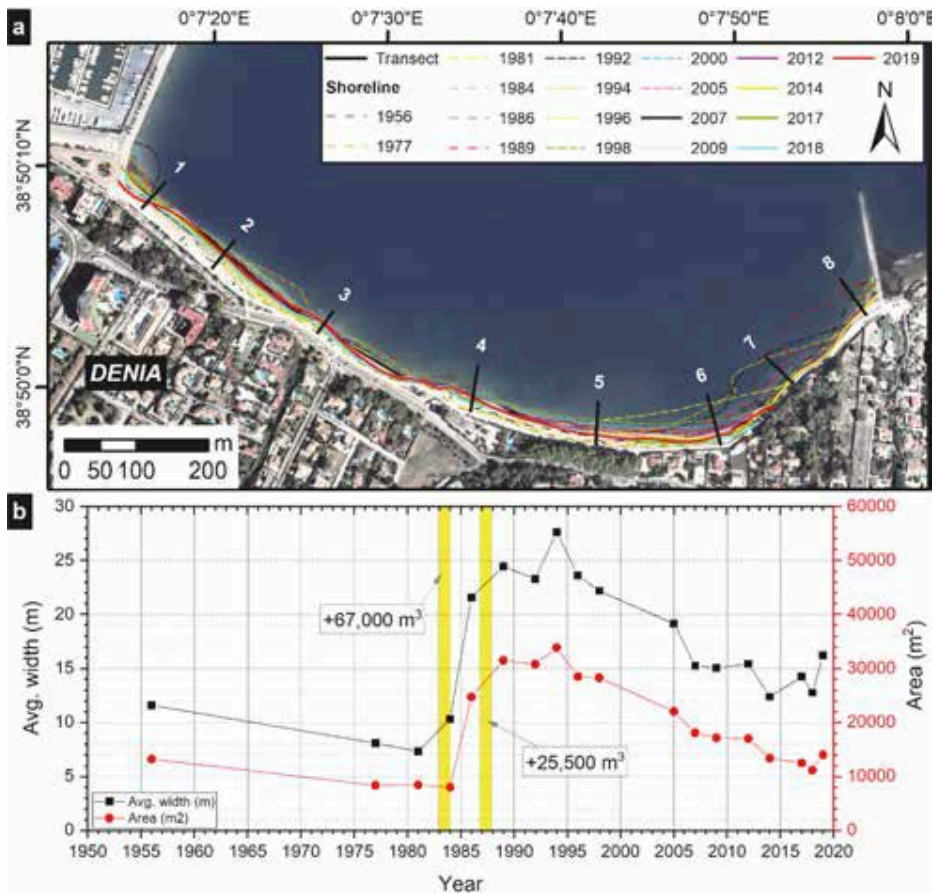 a
0°7'20"E 0°7'30"E 0°7'40"E 0°7'50"E 0°8'0"E
Transect 1981 1992 2000 2012 2019
Shoreline 1984 1994 2005 2014
1956 1986 1996 2007 2017
1977 1989 1998 2009 2018
N
38°50'10"N
38°50'0"N
1
2
3
4
5
6
7
8
DENIA
m
0 50 100 200
b
30 60000
25 50000
20 40000
15 30000
10 20000
5 10000
0 0
Avg. width (m)
Area (m²)
+67,000 m³
+25,500 m³
Avg. width (m)
Area (m2)
1950 1955 1960 1965 1970 1975 1980 1985 1990 1995 2000 2005 2010 2015 2020
Year